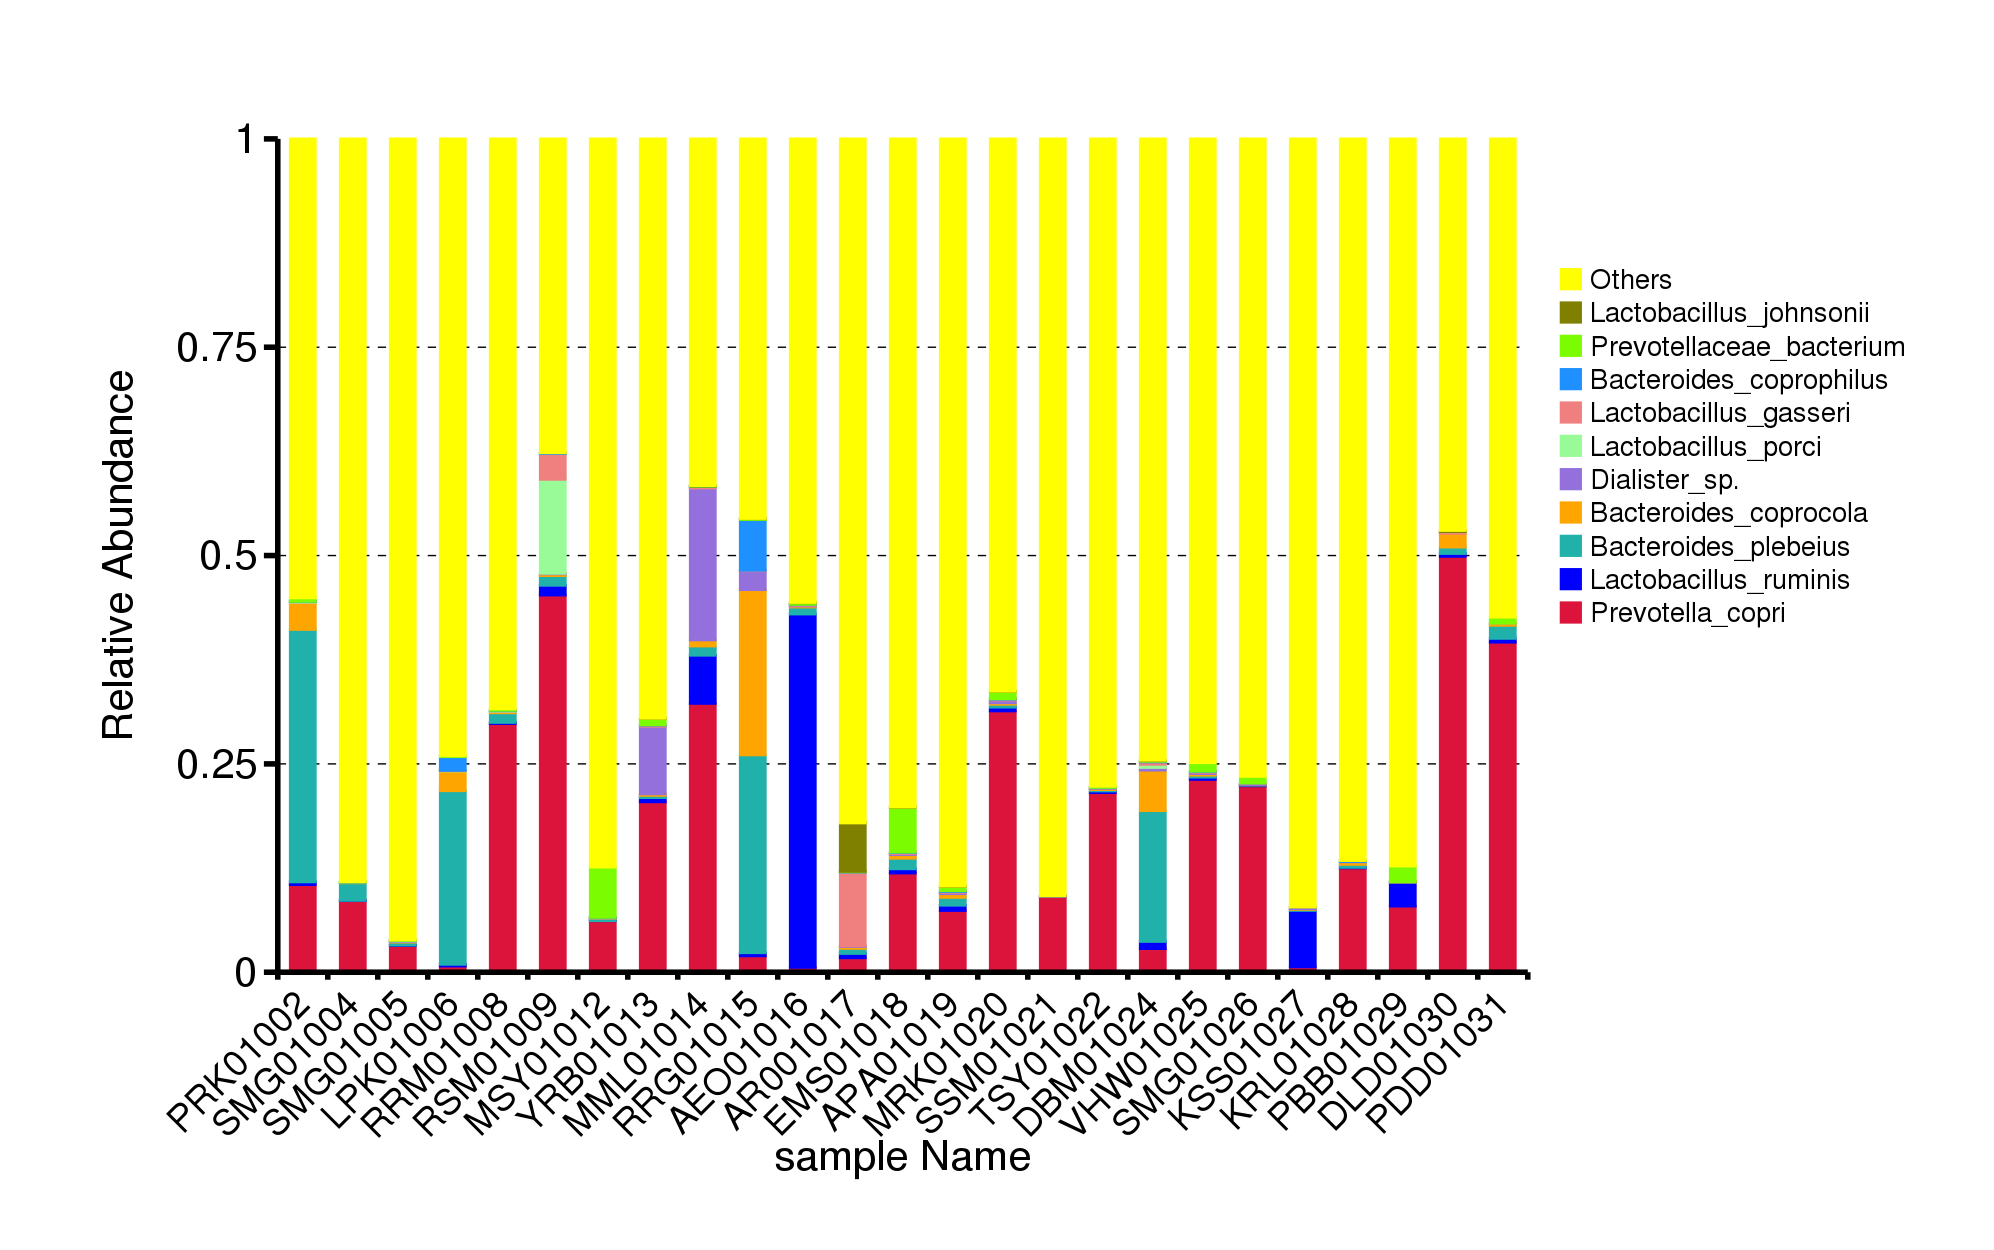 1
0.75
0.5
0.25
0
Relative Abundance
Others
Lactobacillus_johnsonii
Prevotellaceae_bacterium
Bacteroides_coprophilus
Lactobacillus_gasseri
Lactobacillus_porci
Dialister_sp.
Bacteroides_coprocola
Bacteroides_plebeius
Lactobacillus_ruminis
Prevotella_copri
PRK01002
SMG01004
SMG01005
LPK01006
RRM01008
RSM01009
MSY01012
YRB01013
MML01014
RRG01015
AEO01016
AR001017
EMS01018
APA01019
MRK01020
SSM01021
TSY01022
DBM01024
VHW01025
SMG01026
KSS01027
KRL01028
PBB01029
DLD01030
PDD01031
sample Name